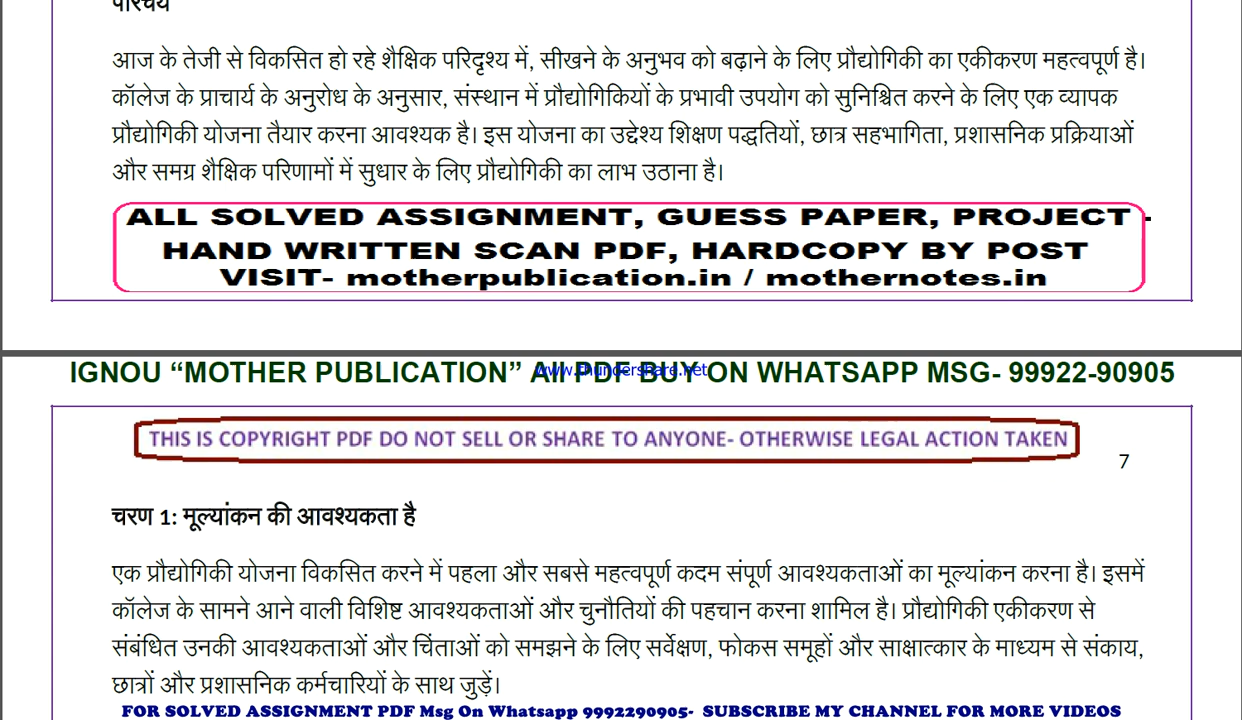 परिचय
आज के तेजी से विकसित हो रहे शैक्षिक परिदृश्य में, सीखने के अनुभव को बढ़ाने के लिए प्रौद्योगिकी का एकीकरण महत्वपूर्ण है।
कॉलेज के प्राचार्य के अनुरोध के अनुसार, संस्थान में प्रौद्योगिकियों के प्रभावी उपयोग को सुनिश्चित करने के लिए एक व्यापक
प्रौद्योगिकी योजना तैयार करना आवश्यक है। इस योजना का उद्देश्य शिक्षण पद्धतियों, छात्र सहभागिता, प्रशासनिक प्रक्रियाओं
और समग्र शैक्षिक परिणामों में सुधार के लिए प्रौद्योगिकी का लाभ उठाना है।
ALL SOLVED ASSIGNMENT, GUESS PAPER, PROJECT -
HAND WRITTEN SCAN PDF, HARDCOPY BY POST
VISIT- motherpublication.in / mothernotes.in
IGNOU “MOTHER PUBLICATION” All PDF BUY ON WHATSAPP MSG- 99922-90905
www.thundershare.net
THIS IS COPYRIGHT PDF DO NOT SELL OR SHARE TO ANYONE- OTHERWISE LEGAL ACTION TAKEN
7
चरण 1: मूल्यांकन की आवश्यकता है
एक प्रौद्योगिकी योजना विकसित करने में पहला और सबसे महत्वपूर्ण कदम संपूर्ण आवश्यकताओं का मूल्यांकन करना है। इसमें
कॉलेज के सामने आने वाली विशिष्ट आवश्यकताओं और चुनौतियों की पहचान करना शामिल है। प्रौद्योगिकी एकीकरण से
संबंधित उनकी आवश्यकताओं और चिंताओं को समझने के लिए सर्वेक्षण, फोकस समूहों और साक्षात्कार के माध्यम से संकाय,
छात्रों और प्रशासनिक कर्मचारियों के साथ जुड़ें।
FOR SOLVED ASSIGNMENT PDF Msg On Whatsapp 9992290905- SUBSCRIBE MY CHANNEL FOR MORE VIDEOS